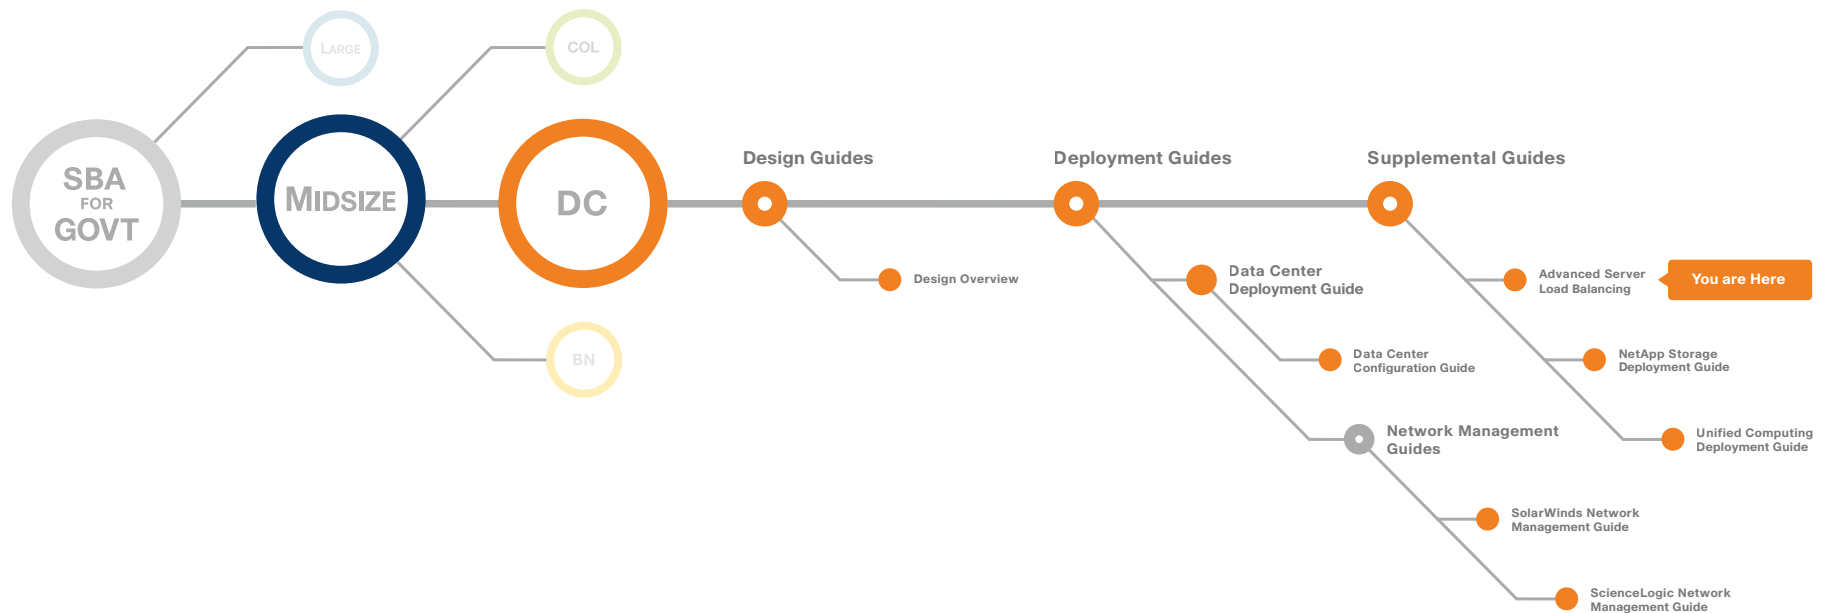 LARGE
COL
SBA
FOR
GOVT
MIDSIZE
DC
BN
Design Guides
Design Overview
Deployment Guides
Data Center
Deployment Guide
Data Center
Configuration Guide
Network Management
Guides
SolarWinds Network
Management Guide
ScienceLogic Network
Management Guide
Supplemental Guides
Advanced Server
Load Balancing
You are Here
NetApp Storage
Deployment Guide
Unified Computing
Deployment Guide